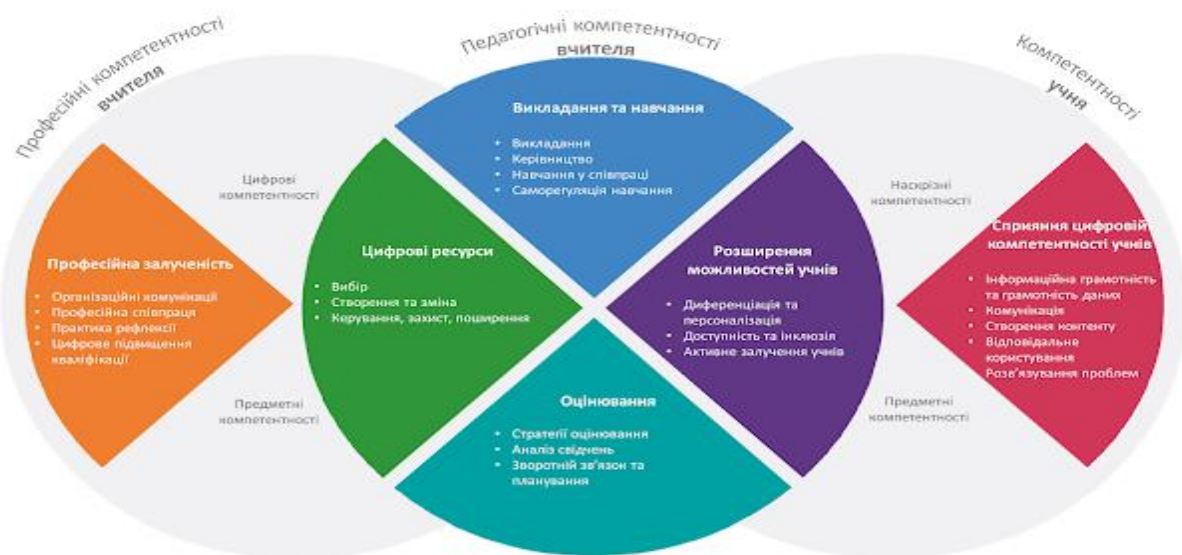 Професійні компетентності
вчителя
Педагогічні компетентності
вчителя
Компетентності
учня
Викладання та навчання
• Викладання
• Керівництво
• Навчання у співпраці
• Саморегуляція навчання
Цифрові
компетентності
Наскрізні
компетентності
Професійна залученість
• Організаційні комунікації
• Професійна співпраця
• Практика рефлексії
• Цифрове підвищення
кваліфікації
Цифрові ресурси
• Вибір
• Створення та зміна
• Керування, захист, поширення
Розширення
можливостей учнів
• Диференціація та
персоналізація
• Доступність та інклюзія
• Активне залучення учнів
Сприяння цифровій
компетентності учнів
• Інформаційна грамотність
та грамотність даних
• Комунікація
• Створення контенту
• Відповідальне
користування
Розв'язування проблем
Предметні
компетентності
Предметні
компетентності
Оцінювання
• Стратегії оцінювання
• Аналіз свідчень
• Зворотній зв'язок та
планування